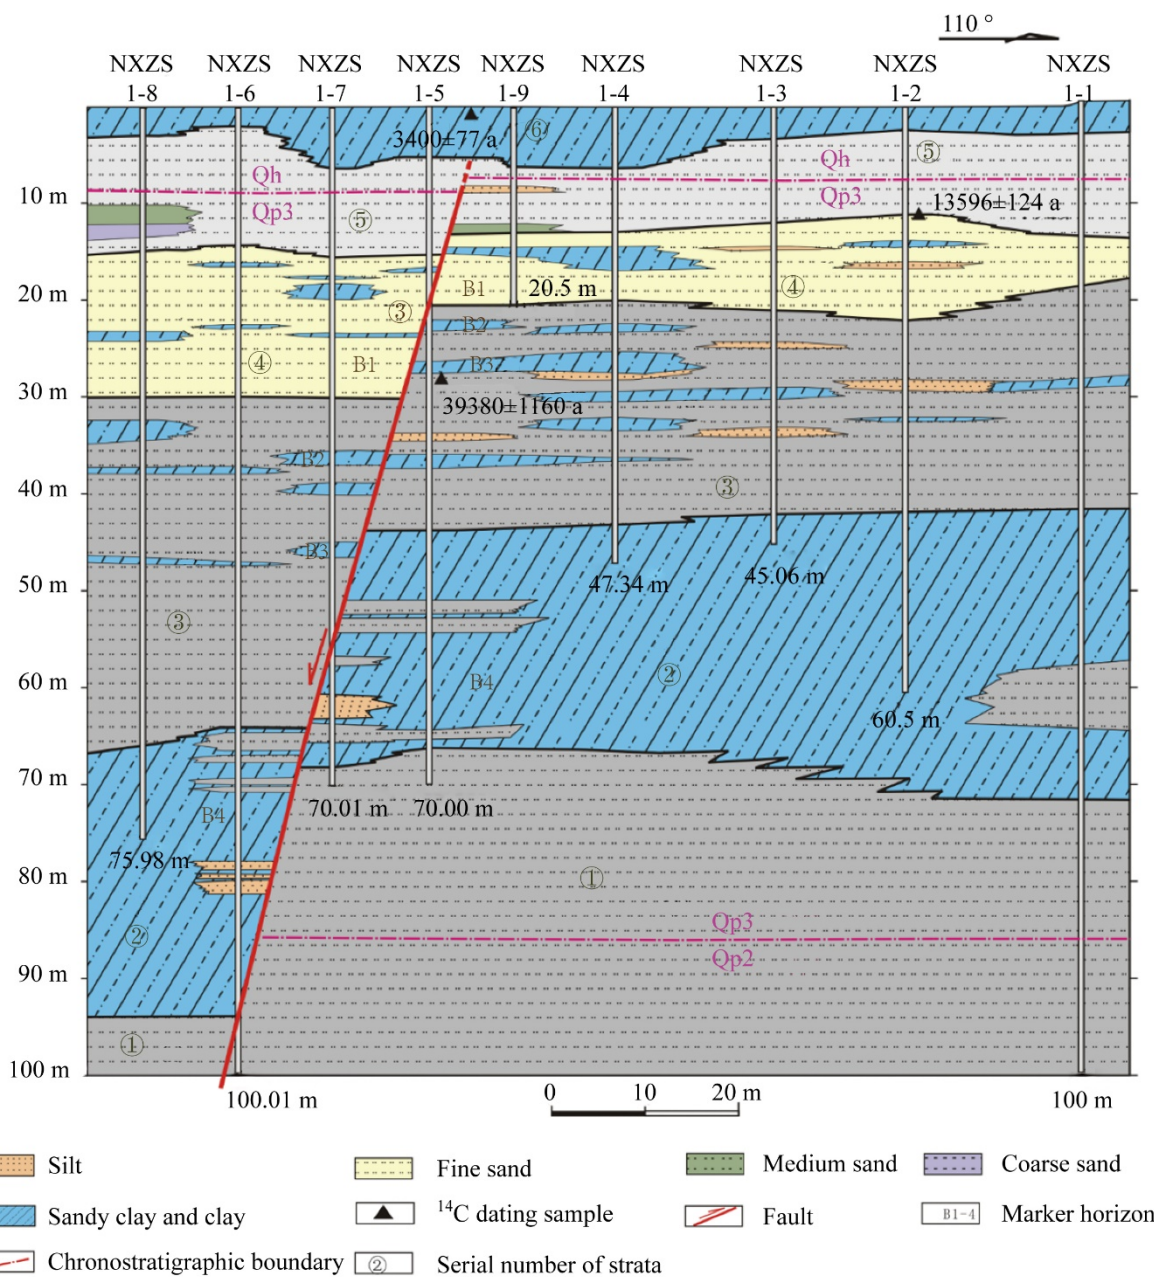 110 °
NXZS NXZS NXZS NXZS NXZS NXZS NXZS NXZS NXZS
1-8 1-6 1-7 1-5 1-9 1-4 1-3 1-2 1-1
⑥
3400±77 a
⑤
Qh
Qh
10 m
Qp3
Qp3
13596±124 a
⑤
20 m
B1
20.5 m
④
③
B2
④
B1
B3
30 m
39380±1160 a
B2
40 m
③
B3
47.34 m
45.06 m
50 m
③
②
60 m
B4
60.5 m
70 m
B4
70.01 m
70.00 m
75.98 m
80 m
①
②
Qp3
90 m
Qp2
①
100 m
100.01 m
0 10 20 m
100 m
Silt
Fine sand
Medium sand
Coarse sand
Sandy clay and clay
14C dating sample
Fault
B1-4 Marker horizon
Chronostratigraphic boundary
② Serial number of strata